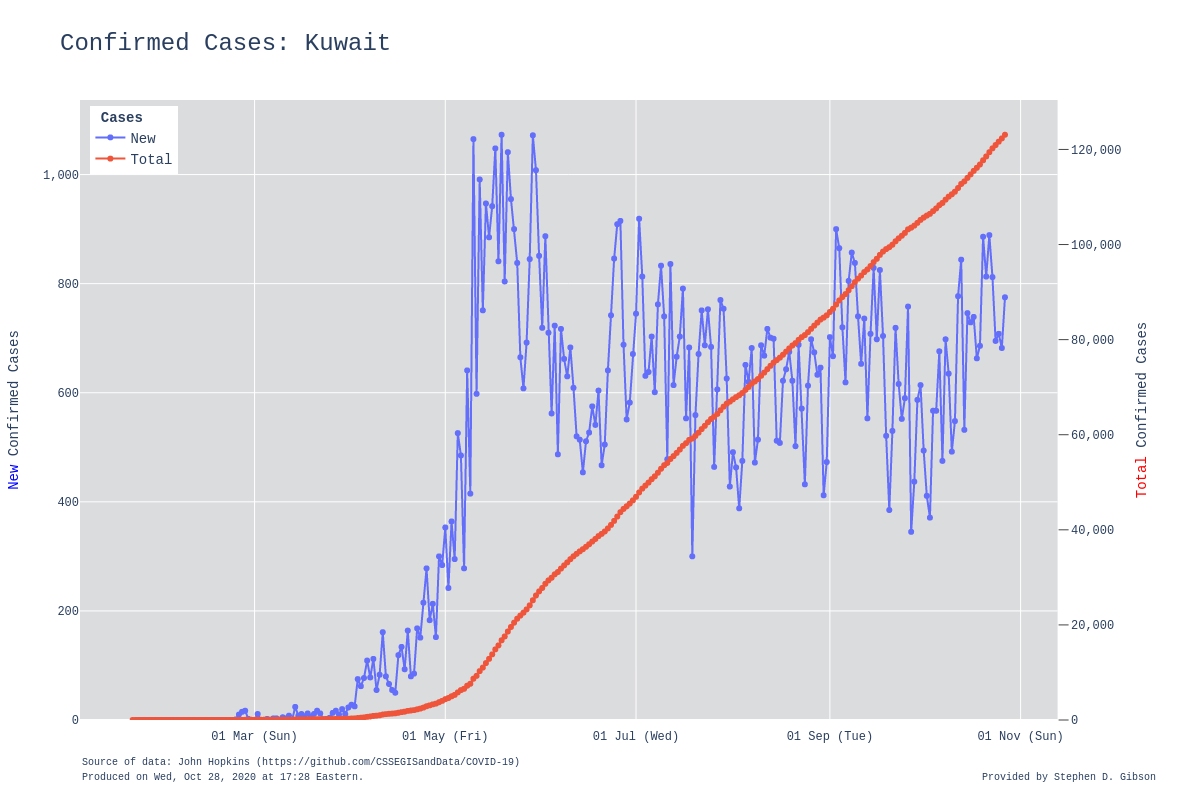 Confirmed Cases: Kuwait
Cases
New
Total
1,000
800
600
400
200
0
New Confirmed Cases
120,000
100,000
80,000
60,000
40,000
20,000
0
Total Confirmed Cases
01 Mar (Sun)
01 May (Fri)
01 Jul (Wed)
01 Sep (Tue)
01 Nov (Sun)
Source of data: John Hopkins (https://github.com/CSSEGISandData/COVID-19)
Produced on Wed, Oct 28, 2020 at 17:28 Eastern.
Provided by Stephen D. Gibson